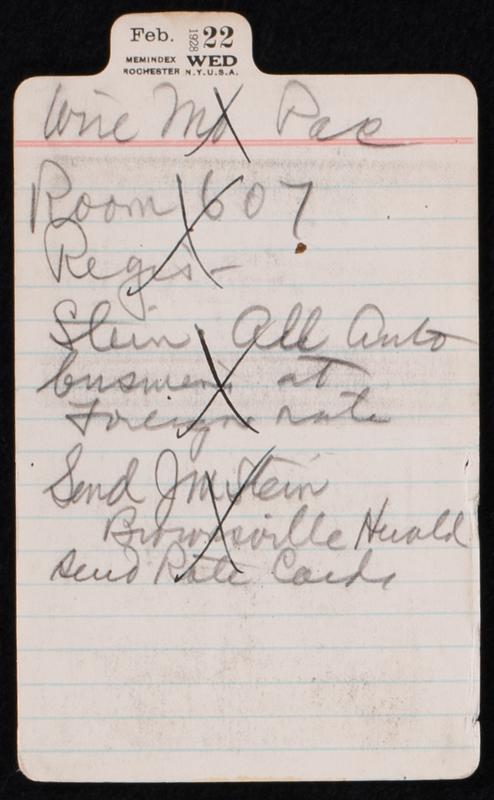 Feb. 1928 22
MEMINDEX WED
ROCHESTER N.Y.U.S.A.
Wire Mo Pac
Room 607
Regis -
Stein. All Auto
business at
Foreign rate
Send J M Stein
Brownsville Herald
send Rate Cards